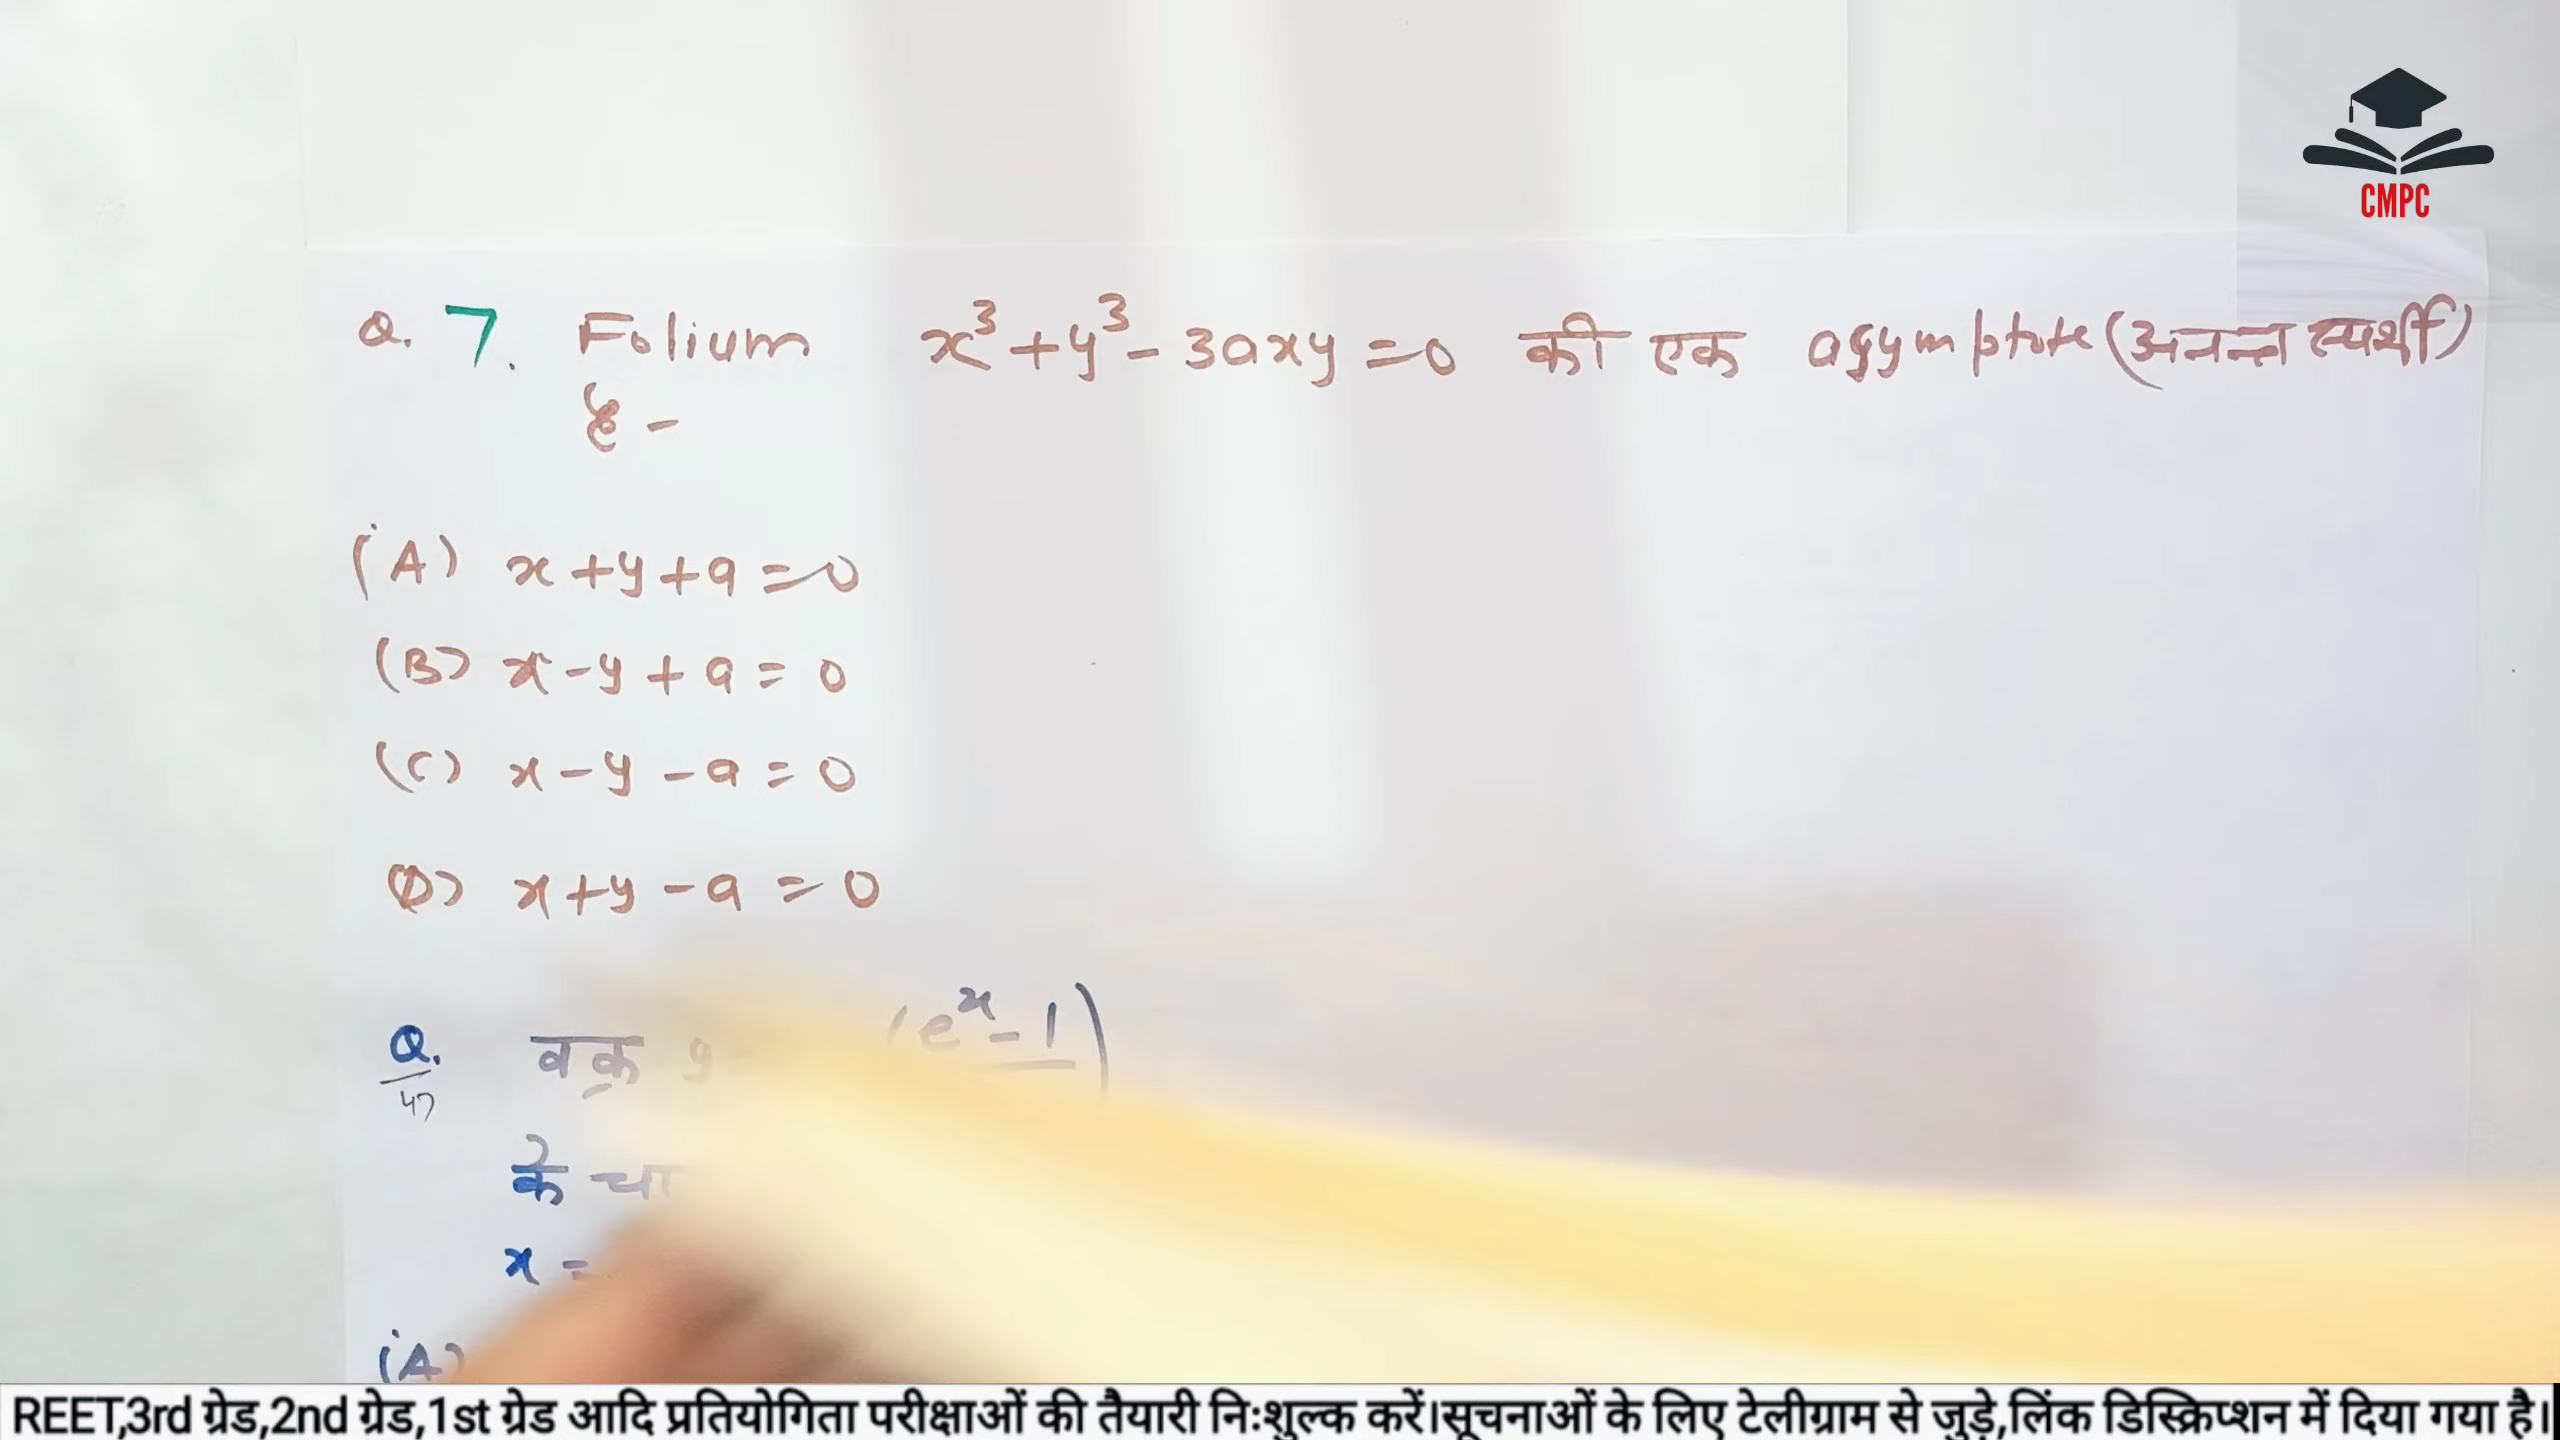 CMPC
Q. 7. Folium x³+y³-3axy=0 की एक asymptote (अनन्त स्पर्शी)
है -
(A) x+y+a=0
(B) x-y+a=0
(C) x-y-a=0
(D) x+y-a=0
Q. वक्र y (eˣ-1)
47
के
x =
(A)
REET,3rd ग्रेड,2nd ग्रेड,1st ग्रेड आदि प्रतियोगिता परीक्षाओं की तैयारी निःशुल्क करें।सूचनाओं के लिए टेलीग्राम से जुड़े,लिंक डिस्क्रिप्शन में दिया गया है।